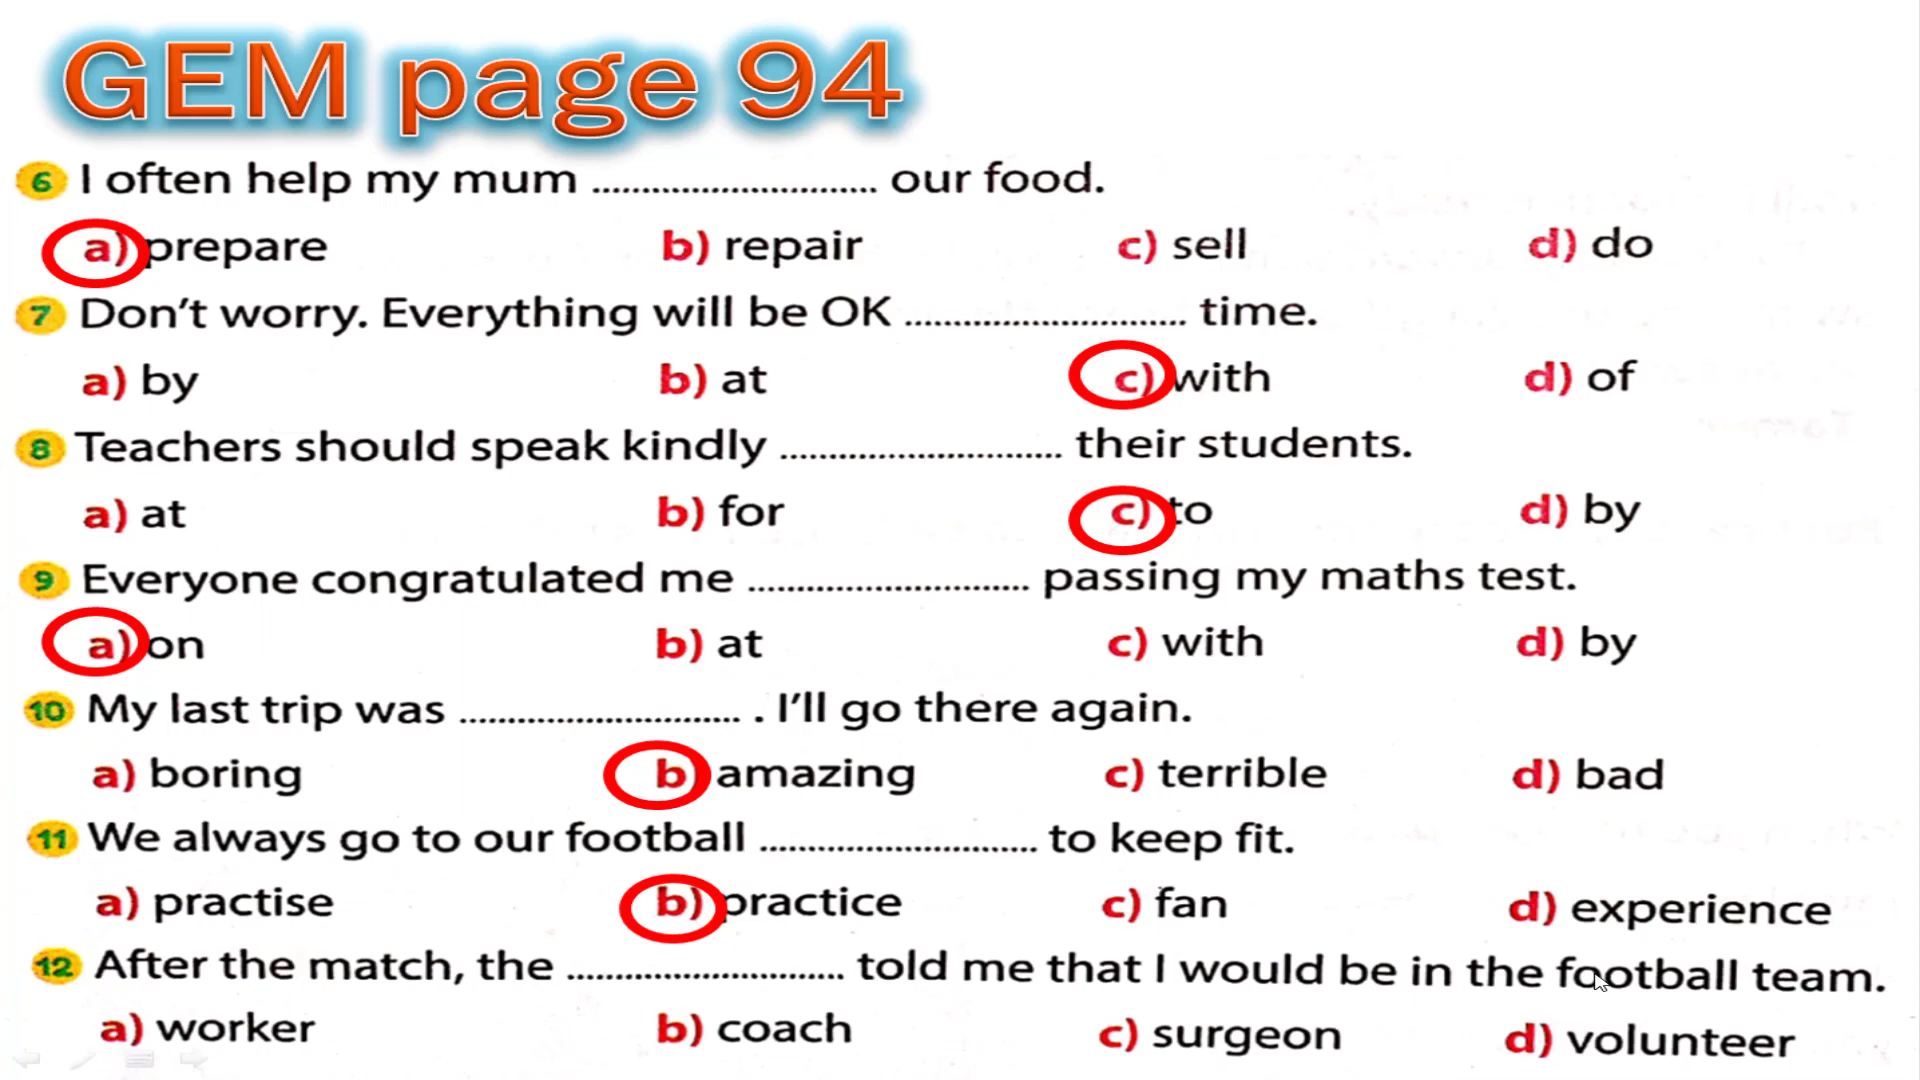 GEM page 94
6 I often help my mum ............................ our food.
a) prepare b) repair c) sell d) do
7 Don't worry. Everything will be OK ............................ time.
a) by b) at c) with d) of
8 Teachers should speak kindly ............................ their students.
a) at b) for c) to d) by
9 Everyone congratulated me ............................ passing my maths test.
a) on b) at c) with d) by
10 My last trip was ............................ . I'll go there again.
a) boring b) amazing c) terrible d) bad
11 We always go to our football ............................ to keep fit.
a) practise b) practice c) fan d) experience
12 After the match, the ............................ told me that I would be in the football team.
a) worker b) coach c) surgeon d) volunteer